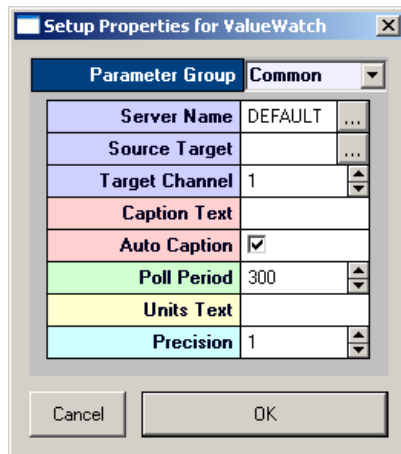 Setup Properties for ValueWatch
Parameter Group Common
Server Name DEFAULT ...
Source Target ...
Target Channel 1
Caption Text
Auto Caption
Poll Period 300
Units Text
Precision 1
Cancel OK